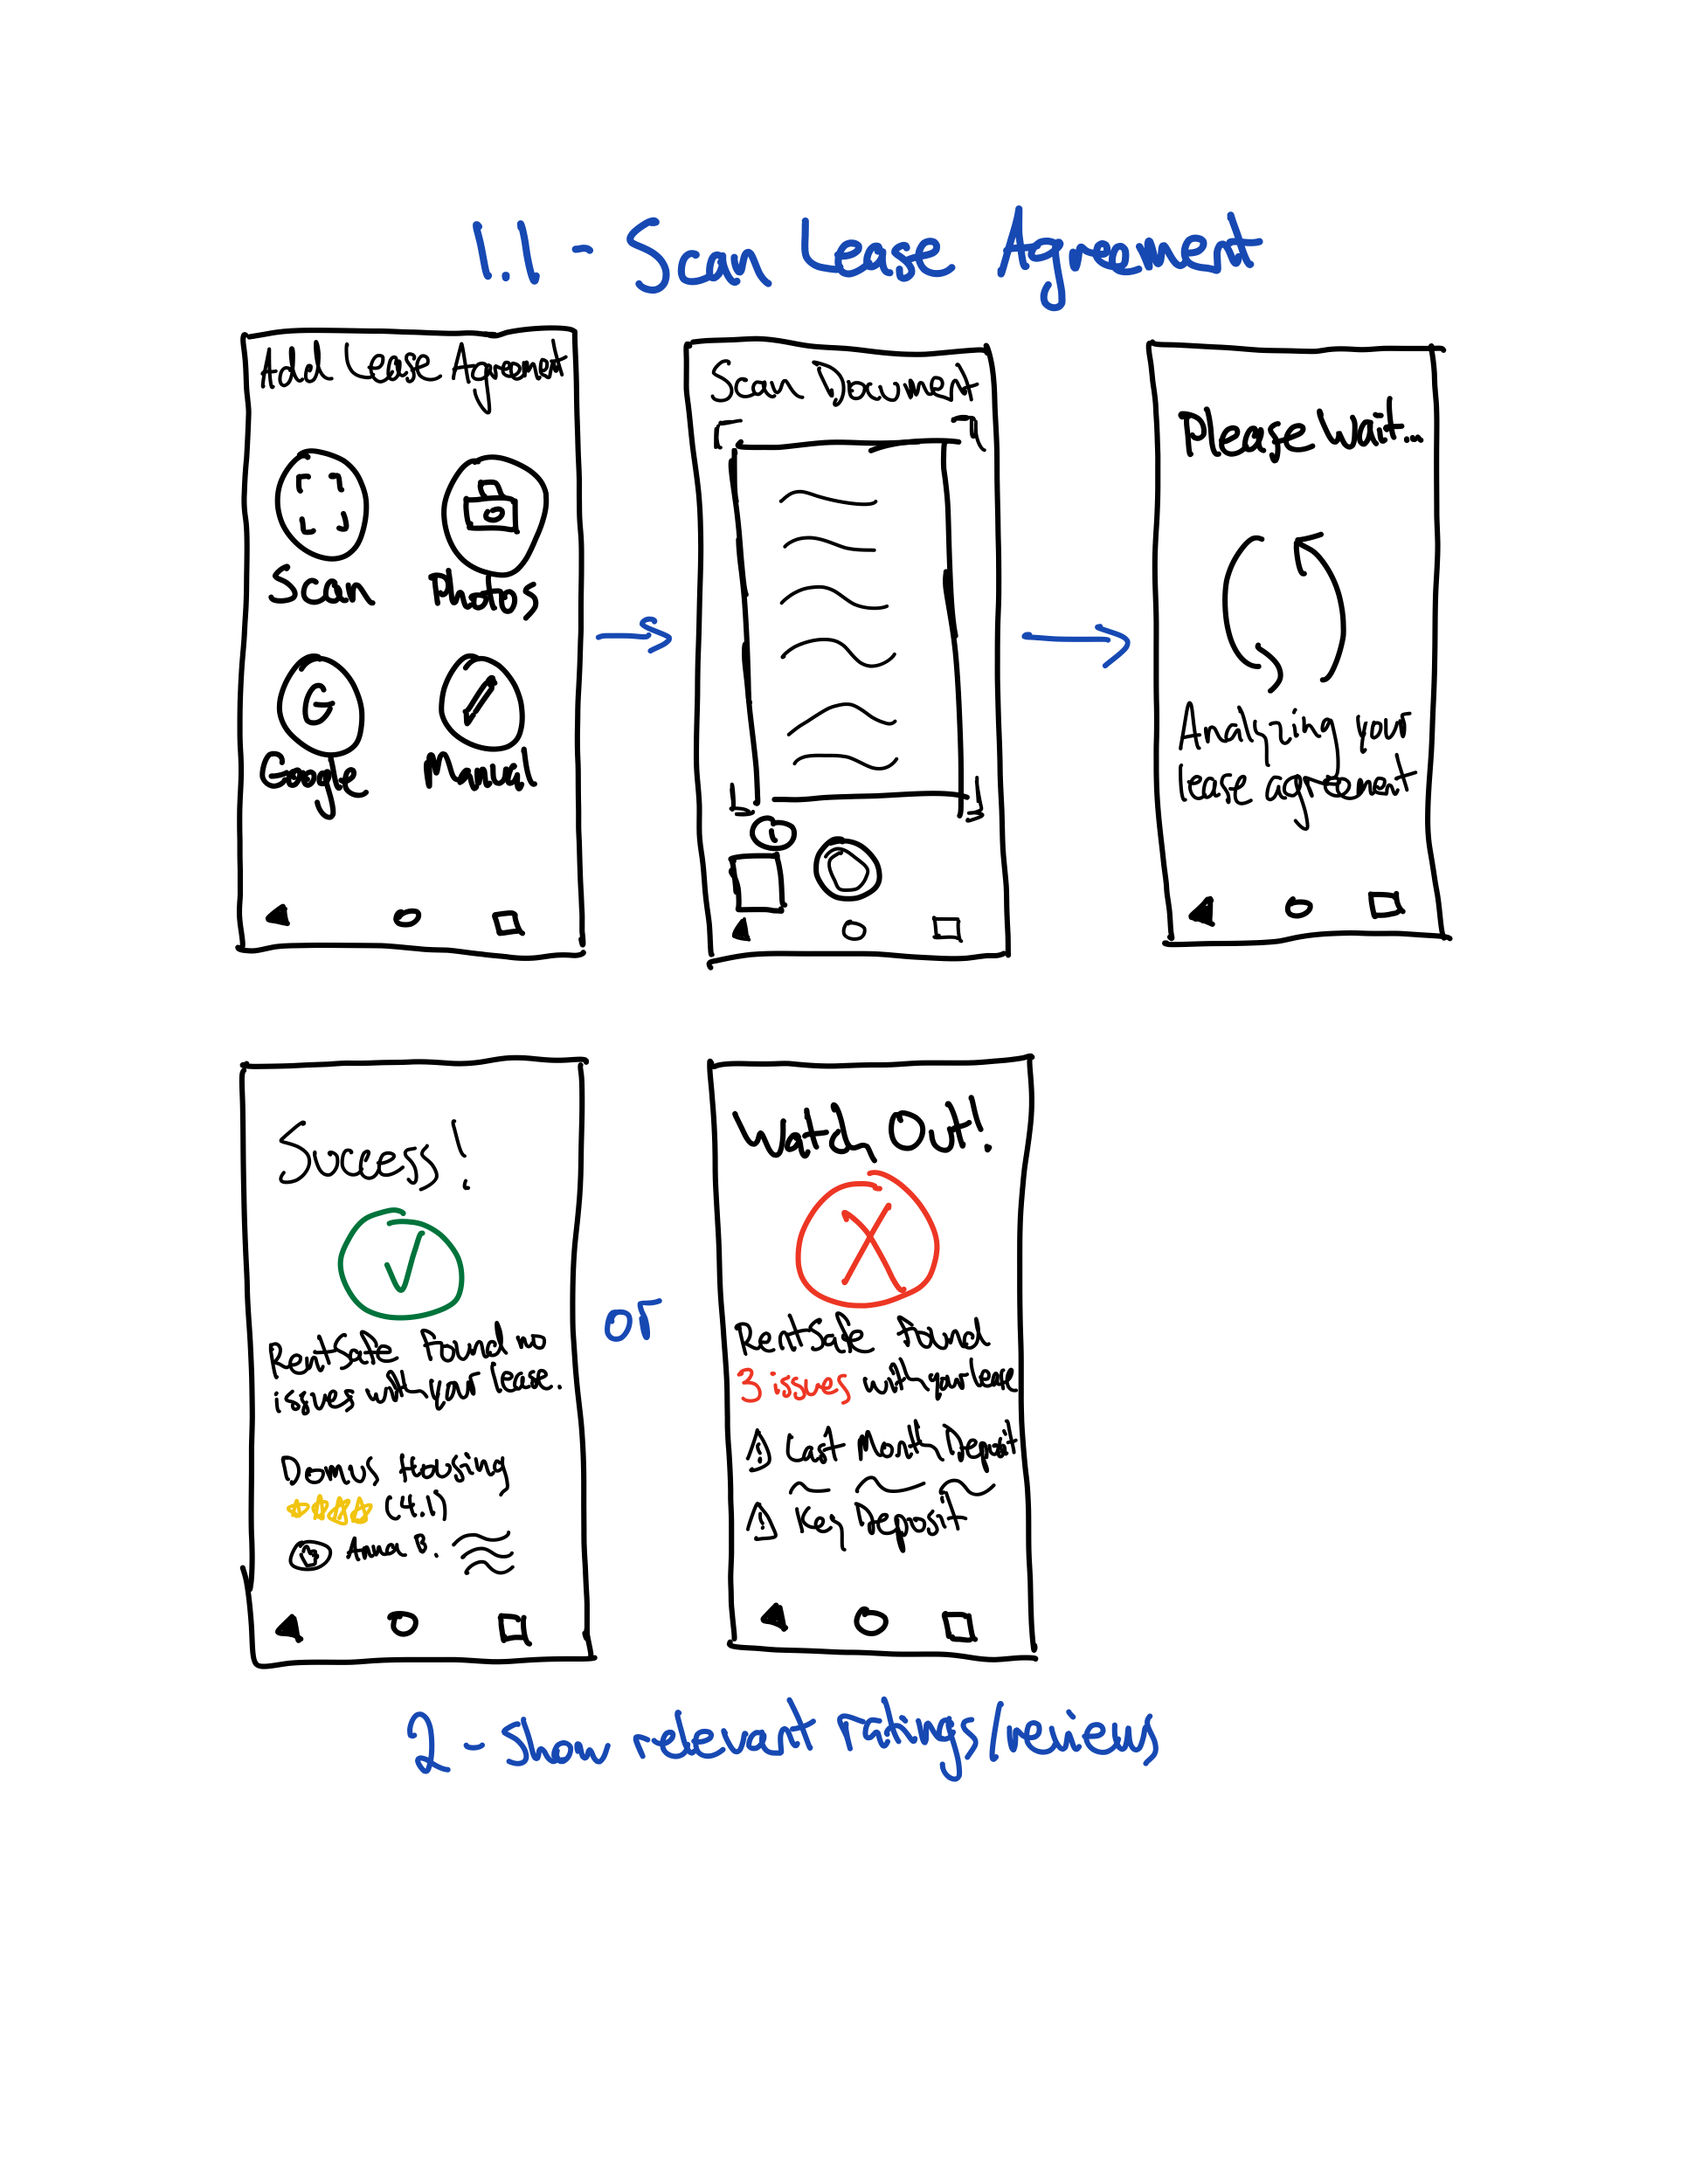 1.1 - Scan Lease Agreement
Add Lease Agreement
Scan
Photos
G
Google
Manual
Scan Document
1
Please wait...
Analyzing your
lease agreement
Success!
RentSafe found no
issues with your lease.
Domus Housing
(4.1)
Anna B.
or
Watch Out!
RentSafe found
3 issues with your lease
! Last Month Deposit
! Key Deposit
2 - Show relevant ratings/reviews